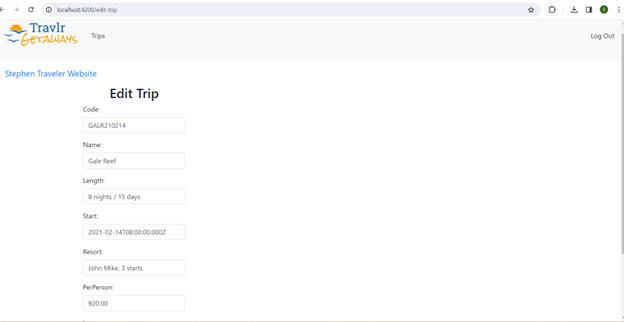 localhost:4200/edit-trip
S
Travlr
GETAWAYS
Trips
Log Out
Stephen Traveler Website
Edit Trip
Code:
GALR210214
Name:
Gale Reef
Length:
8 nights / 15 days
Start:
2021-02-14T08:00:00.000Z
Resort:
John Mike, 3 starts
PerPerson:
920.00